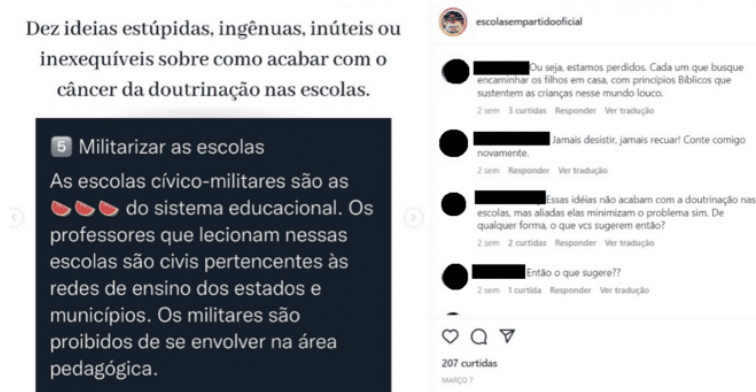 Dez ideias estúpidas, ingênuas, inúteis ou
inexequíveis sobre como acabar com o
câncer da doutrinação nas escolas.
5 Militarizar as escolas
As escolas cívico-militares são as
🍉🍉🍉 do sistema educacional. Os
professores que lecionam nessas
escolas são civis pertencentes às
redes de ensino dos estados e
municípios. Os militares são
proibidos de se envolver na área
pedagógica.
escolasempartidooficial
Ou seja, estamos perdidos. Cada um que busque
encaminhar os filhos em casa, com princípios Bíblicos que
sustentem as crianças nesse mundo louco.
2 sem 3 curtidas Responder Ver tradução
Jamais desistir, jamais recuar! Conte comigo
novamente.
2 sem Responder Ver tradução
Essas idéias não acabam com a doutrinação nas
escolas, mas aliadas elas minimizam o problema sim. De
qualquer forma, o que vcs sugerem então?
2 sem 2 curtidas Responder Ver tradução
Então o que sugere??
2 sem 1 curtida Responder Ver tradução
207 curtidas
MARÇO 7